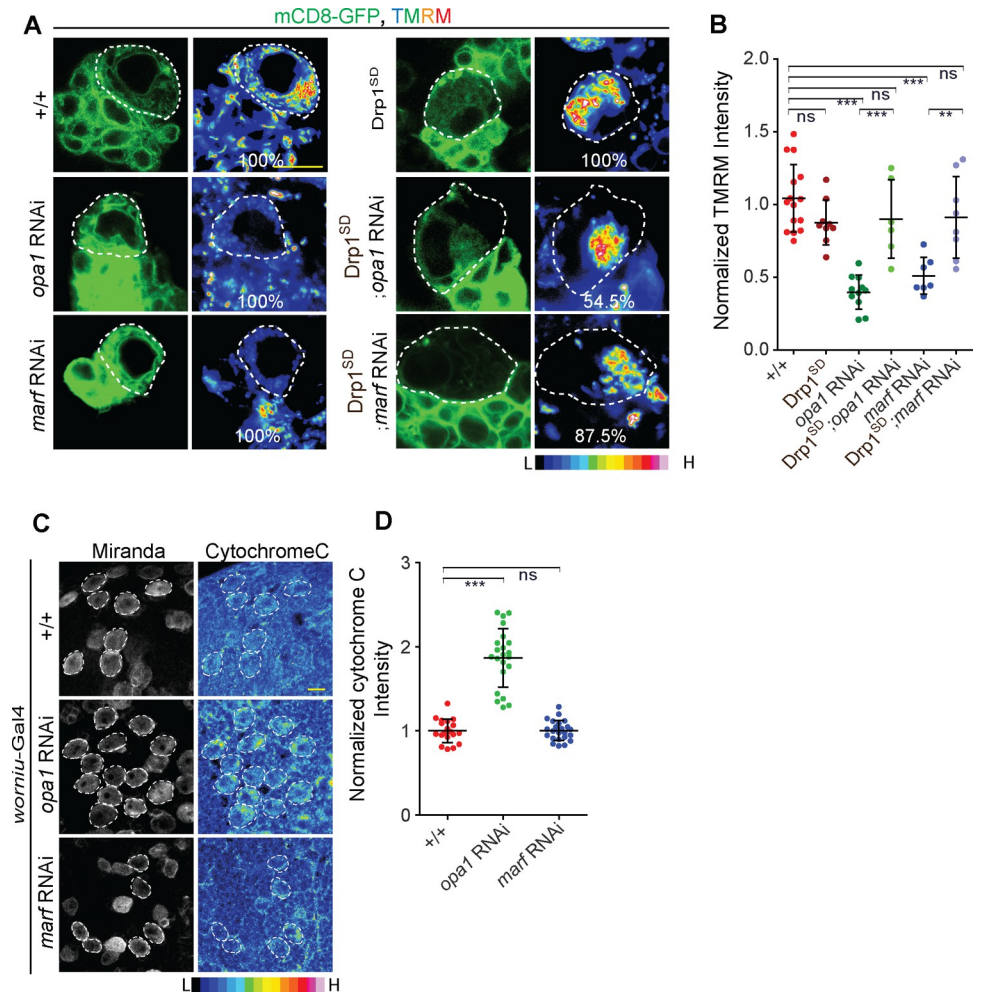 A
mCD8-GFP, TMRM
+/+
100%
opa1 RNAi
100%
marf RNAi
100%
Drp1SD
100%
Drp1SD
;opa1 RNAi
54.5%
Drp1SD
;marf RNAi
87.5%
L H
B
Normalized TMRM Intensity
2.0
1.5
1.0
0.5
0.0
ns
***
ns
***
ns
***
**
+/+
Drp1SD
opa1 RNAi
Drp1SD;opa1 RNAi
marf RNAi
Drp1SD;marf RNAi
C
Miranda CytochromeC
worniu-Gal4
+/+
opa1 RNAi
marf RNAi
L H
D
Normalized cytochrome C
Intensity
3
2
1
0
ns
***
+/+
opa1 RNAi
marf RNAi